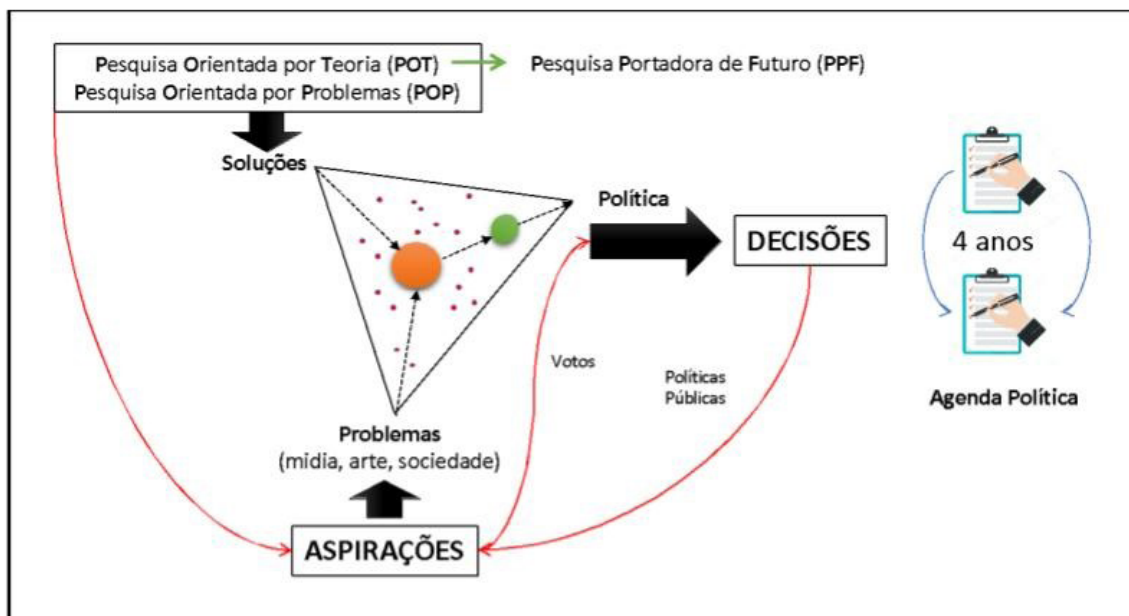 Pesquisa Orientada por Teoria (POT)
Pesquisa Orientada por Problemas (POP)
Pesquisa Portadora de Futuro (PPF)
Soluções
Política
DECISÕES
4 anos
Votos
Políticas
Públicas
Agenda Política
Problemas
(midia, arte, sociedade)
ASPIRAÇÕES